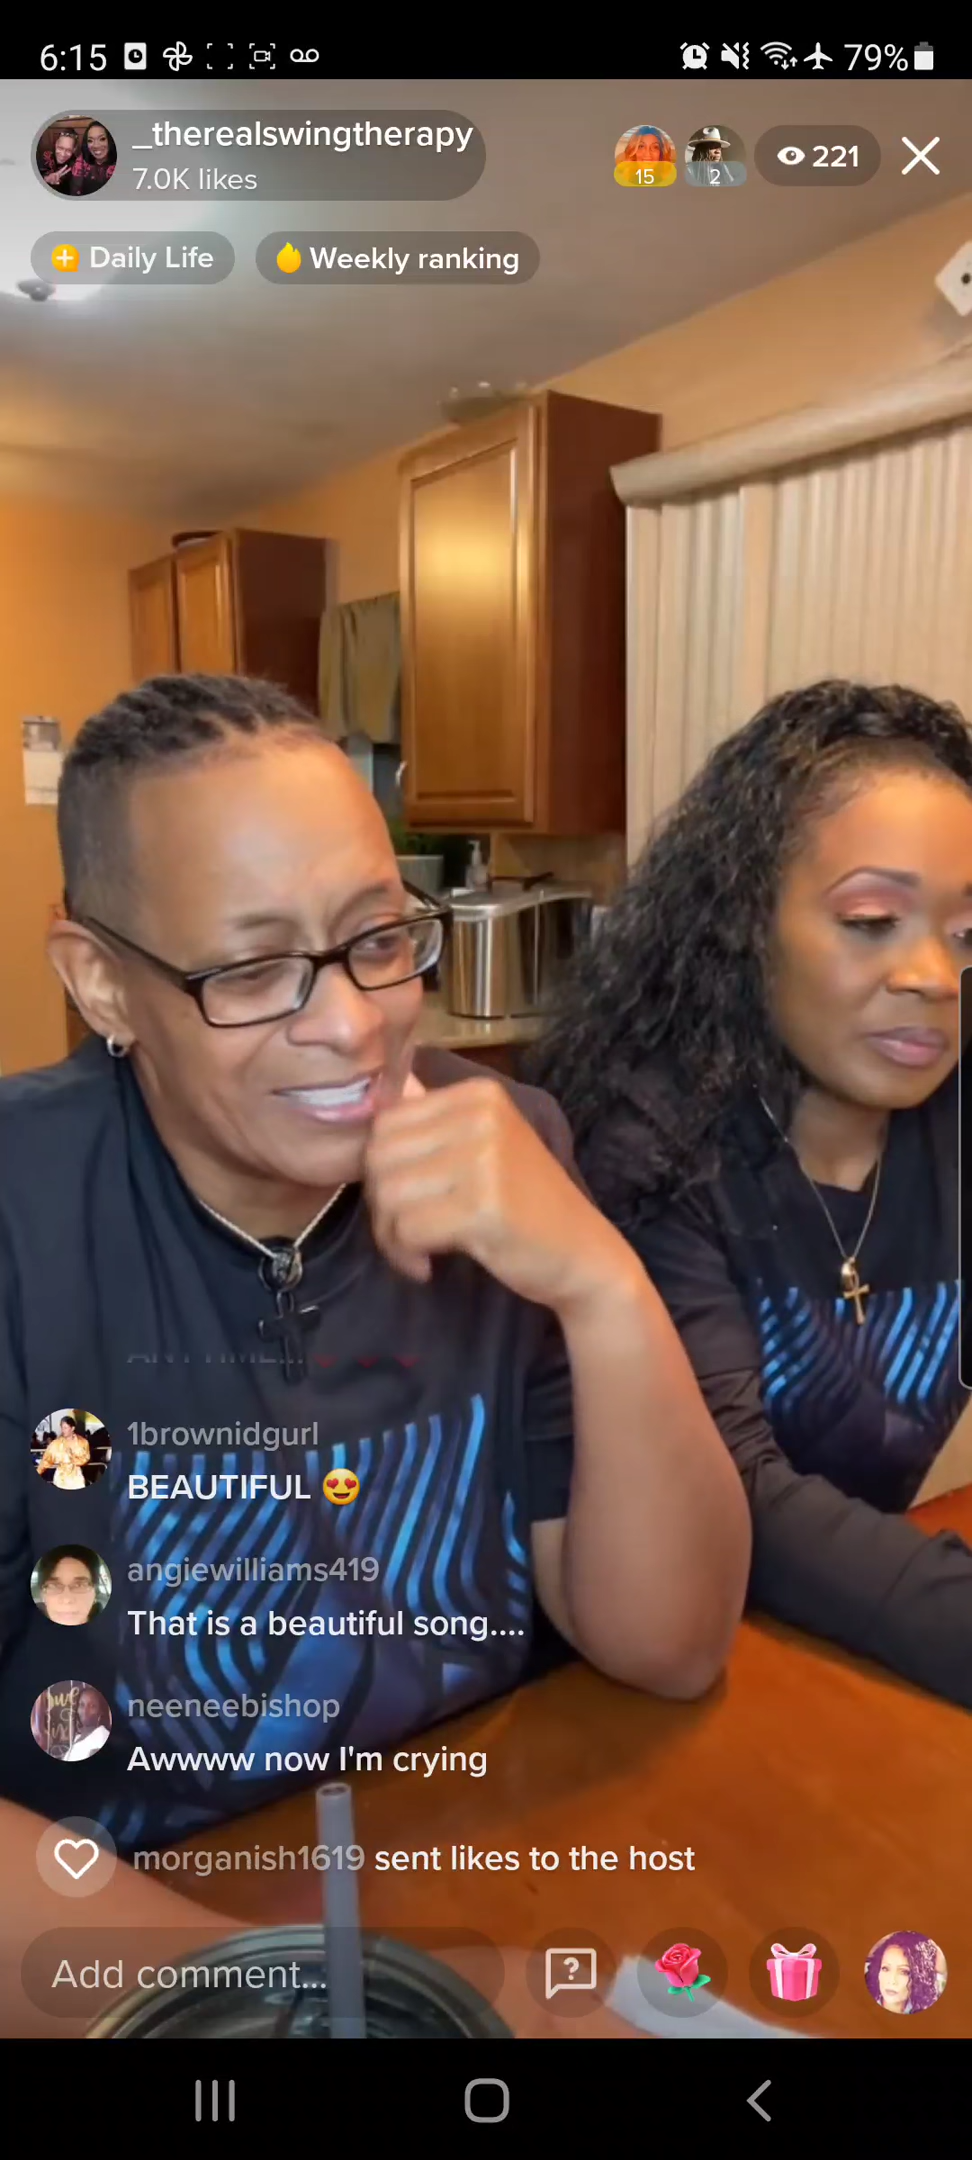 6:15
79%
_therealswingtherapy
7.0K likes
15
2
221
Daily Life
Weekly ranking
ANYTIME...
1brownidgurl
BEAUTIFUL 😍
angiewilliams419
That is a beautiful song....
neeneebishop
Awwww now I'm crying
morganish1619 sent likes to the host
Add comment...